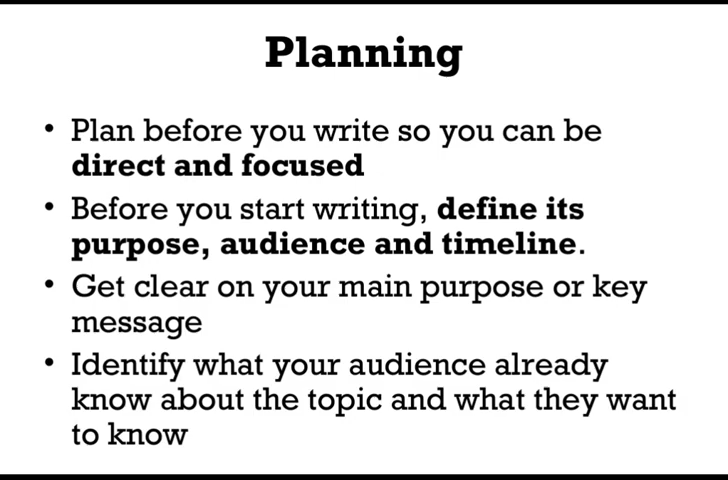 Planning
• Plan before you write so you can be
direct and focused
• Before you start writing, define its
purpose, audience and timeline.
• Get clear on your main purpose or key
message
• Identify what your audience already
know about the topic and what they want
to know